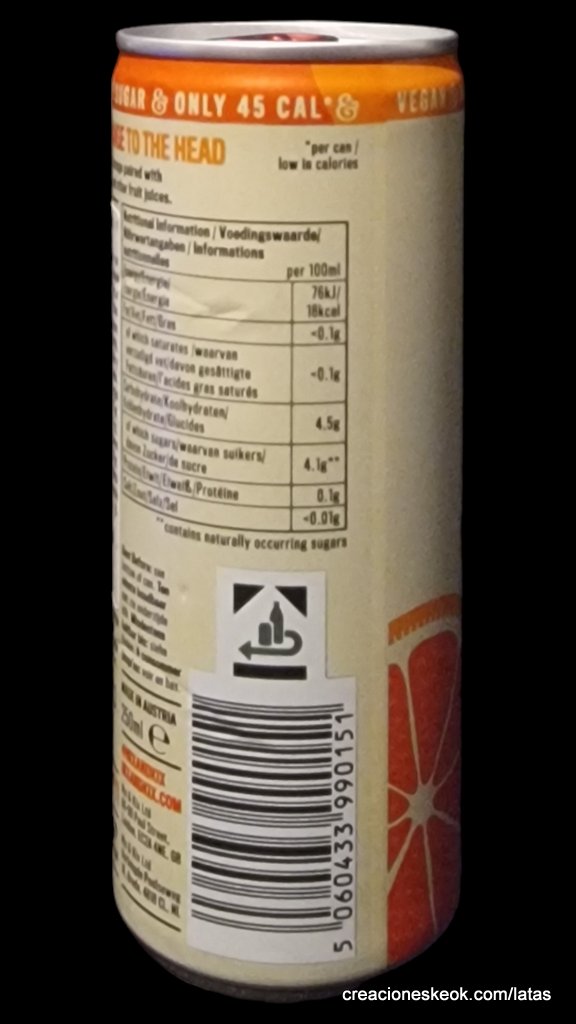 SUGAR & ONLY 45 CAL* & VEGAN
TO THE HEAD
*per can /
low in calories
paired with
fruit juices.
Nutritional Information / Voedingswaarde/
Nährwertangaben / Informations
nutritionnelles
per 100ml
76kJ/
18kcal
<0.1g
of which saturates /waarvan
verzadigd vet/davon gesättigte
Fettsäuren/l'acides gras saturés
<0.1g
Carbohydrate/Koolhydraten/
Kohlenhydrate/Glucides
4.5g
of which sugars/waarvan suikers/
davon Zucker/de sucre
4.1g**
Protein/Eiwit/Eiweiß/Protéine
0.1g
Salt/Zout/Salz/Sel
<0.01g
**contains naturally occurring sugars
MADE IN AUSTRIA
250ml e
5 060433 990151
creacioneskeok.com/latas